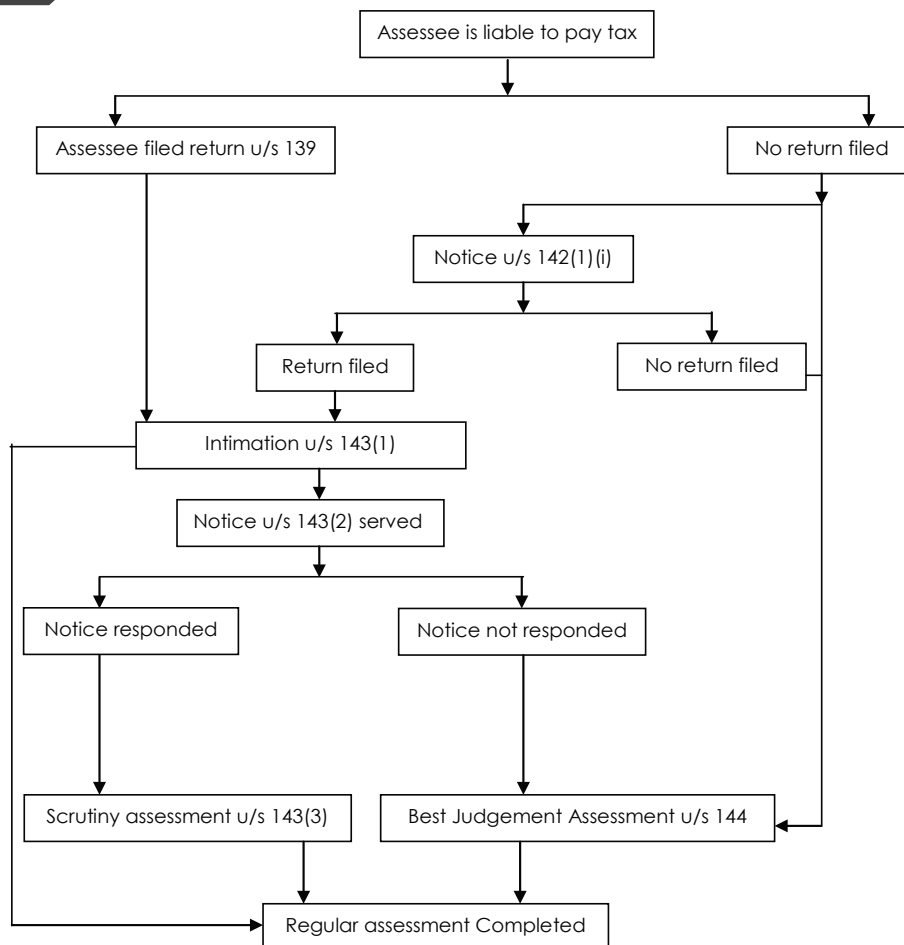 Assessee is liable to pay tax
Assessee filed return u/s 139
No return filed
Notice u/s 142(1)(i)
Return filed
No return filed
Intimation u/s 143(1)
Notice u/s 143(2) served
Notice responded
Notice not responded
Scrutiny assessment u/s 143(3)
Best Judgement Assessment u/s 144
Regular assessment Completed